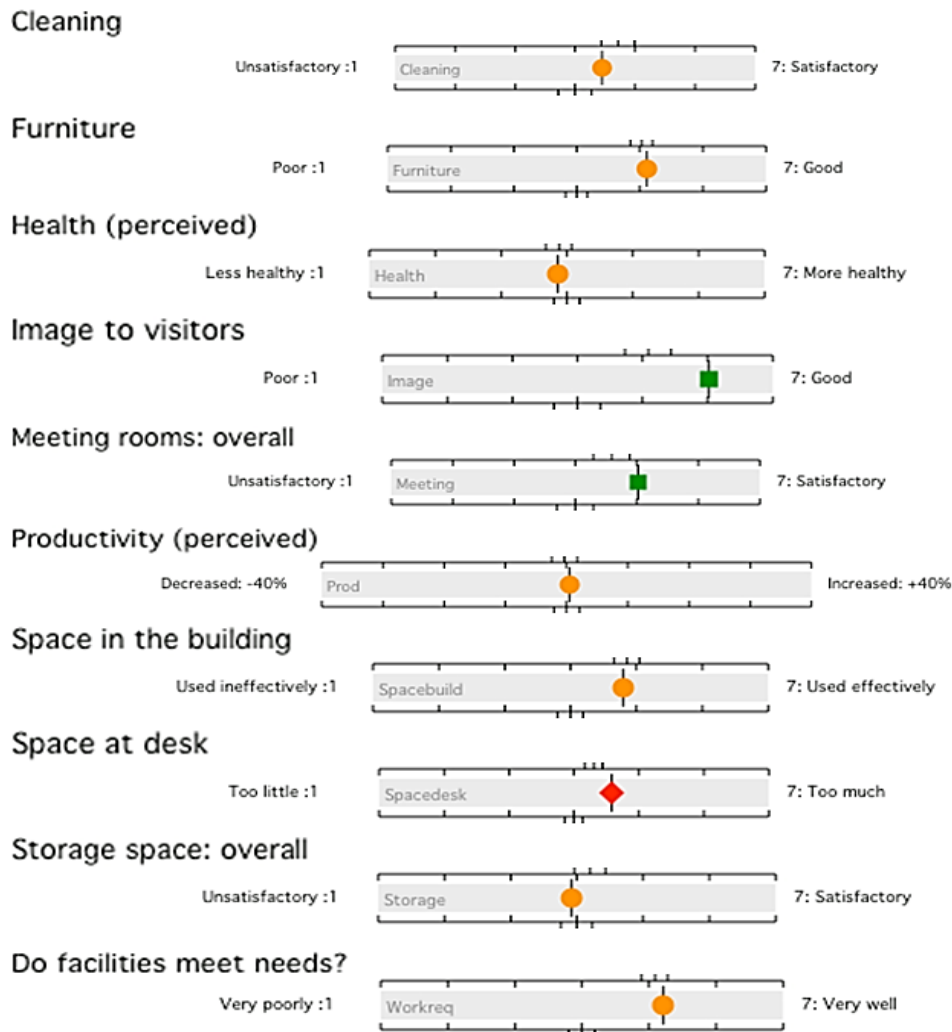 Cleaning
Unsatisfactory :1 Cleaning 7: Satisfactory
Furniture
Poor :1 Furniture 7: Good
Health (perceived)
Less healthy :1 Health 7: More healthy
Image to visitors
Poor :1 Image 7: Good
Meeting rooms: overall
Unsatisfactory :1 Meeting 7: Satisfactory
Productivity (perceived)
Decreased: -40% Prod Increased: +40%
Space in the building
Used ineffectively :1 Spacebuild 7: Used effectively
Space at desk
Too little :1 Spacedesk 7: Too much
Storage space: overall
Unsatisfactory :1 Storage 7: Satisfactory
Do facilities meet needs?
Very poorly :1 Workreq 7: Very well